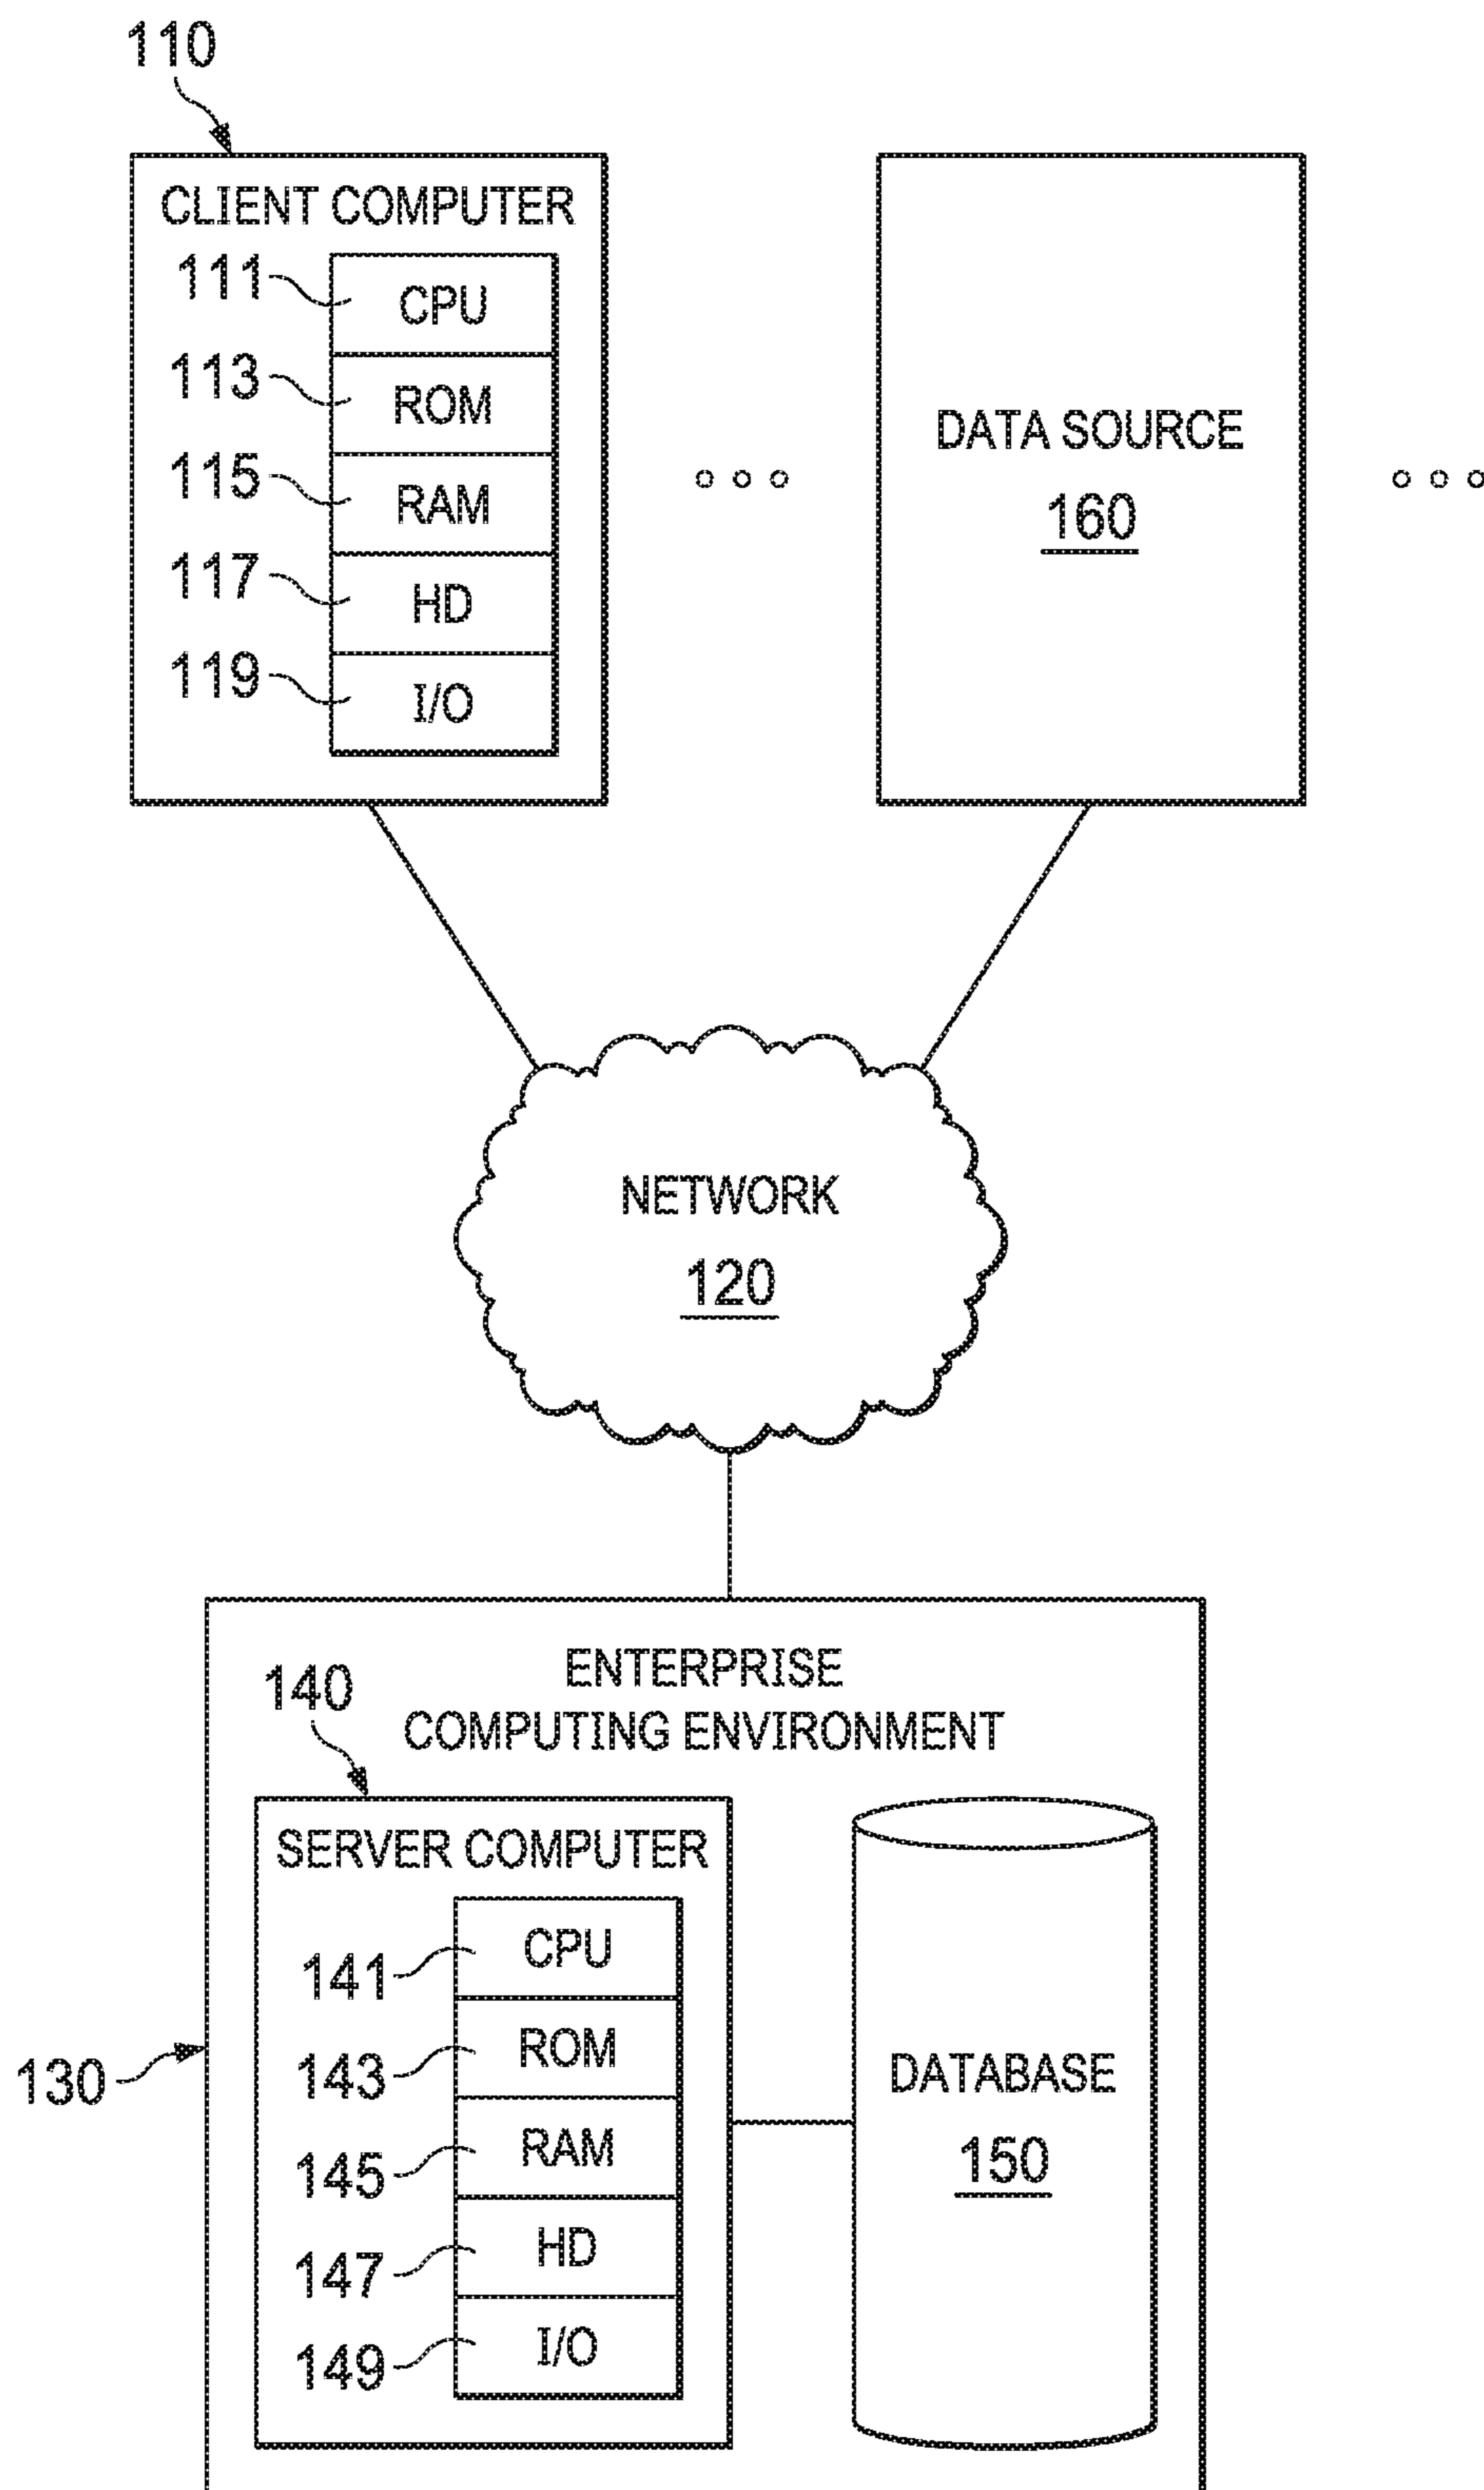 110
CLIENT COMPUTER
111 CPU
113 ROM
115 RAM
117 HD
119 I/O
DATA SOURCE
160
NETWORK
120
ENTERPRISE
COMPUTING ENVIRONMENT
140
SERVER COMPUTER
141 CPU
143 ROM
145 RAM
147 HD
149 I/O
130
DATABASE
150